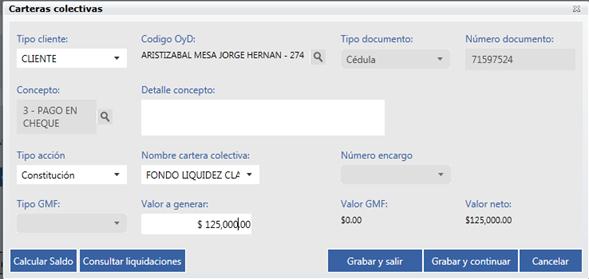 Carteras colectivas
Tipo cliente: Codigo OyD: Tipo documento: Número documento:
CLIENTE ARISTIZABAL MESA JORGE HERNAN - 274 Cédula 71597524
Concepto: Detalle concepto:
3 - PAGO EN
CHEQUE
Tipo acción Nombre cartera colectiva: Número encargo
Constitución FONDO LIQUIDEZ CLA
Tipo GMF: Valor a generar: Valor GMF: Valor neto:
$ 125,000.00 $0.00 $125,000.00
Calcular Saldo Consultar liquidaciones Grabar y salir Grabar y continuar Cancelar